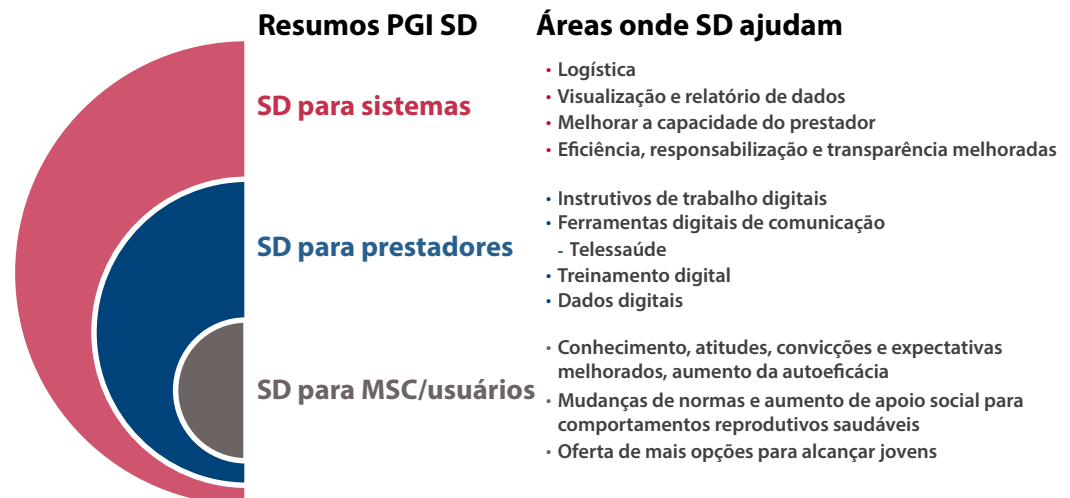 Resumos PGI SD
Áreas onde SD ajudam
SD para sistemas
• Logística
• Visualização e relatório de dados
• Melhorar a capacidade do prestador
• Eficiência, responsabilização e transparência melhoradas
SD para prestadores
• Instrutivos de trabalho digitais
• Ferramentas digitais de comunicação
- Telessaúde
• Treinamento digital
• Dados digitais
SD para MSC/usuários
• Conhecimento, atitudes, convicções e expectativas
melhorados, aumento da autoeficácia
• Mudanças de normas e aumento de apoio social para
comportamentos reprodutivos saudáveis
• Oferta de mais opções para alcançar jovens